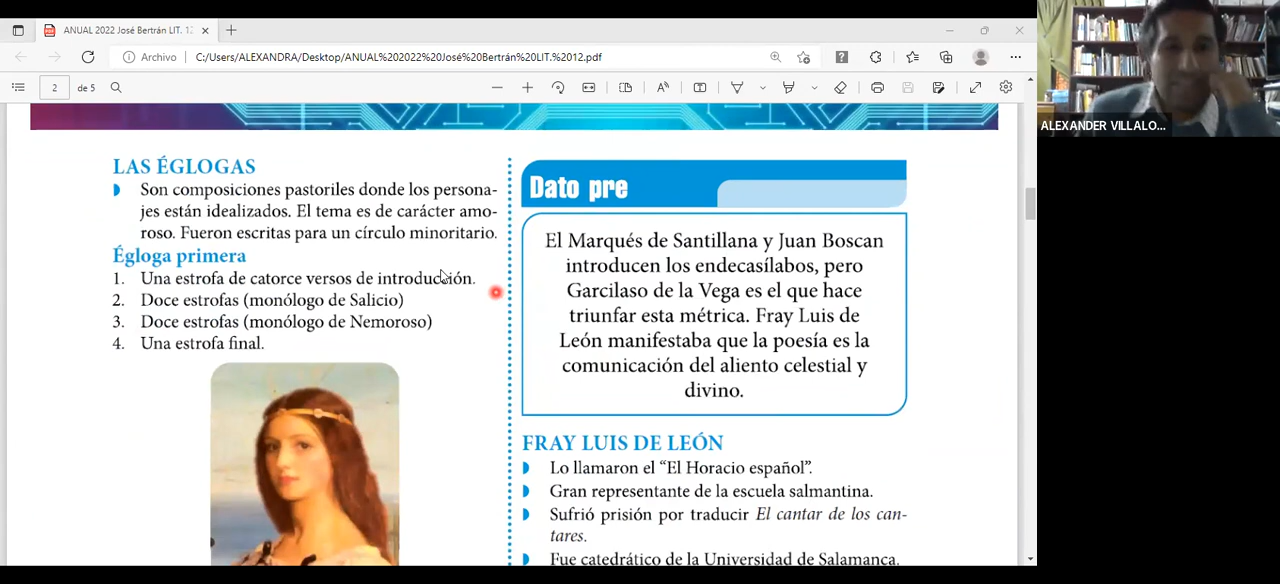 ANUAL 2022 José Bertrán LIT. 12
Archivo
C:/Users/ALEXANDRA/Desktop/ANUAL%202022%20José%20Bertrán%20LIT.%2012.pdf
2
de 5
ALEXANDER VILLALO...
LAS ÉGLOGAS
Son composiciones pastoriles donde los persona-
jes están idealizados. El tema es de carácter amo-
roso. Fueron escritas para un círculo minoritario.
Égloga primera
1. Una estrofa de catorce versos de introducción.
2. Doce estrofas (monólogo de Salicio)
3. Doce estrofas (monólogo de Nemoroso)
4. Una estrofa final.
Dato pre
El Marqués de Santillana y Juan Boscan
introducen los endecasílabos, pero
Garcilaso de la Vega es el que hace
triunfar esta métrica. Fray Luis de
León manifestaba que la poesía es la
comunicación del aliento celestial y
divino.
FRAY LUIS DE LEÓN
Lo llamaron el “El Horacio español”.
Gran representante de la escuela salmantina.
Sufrió prisión por traducir El cantar de los can-
tares.
Fue catedrático de la Universidad de Salamanca.